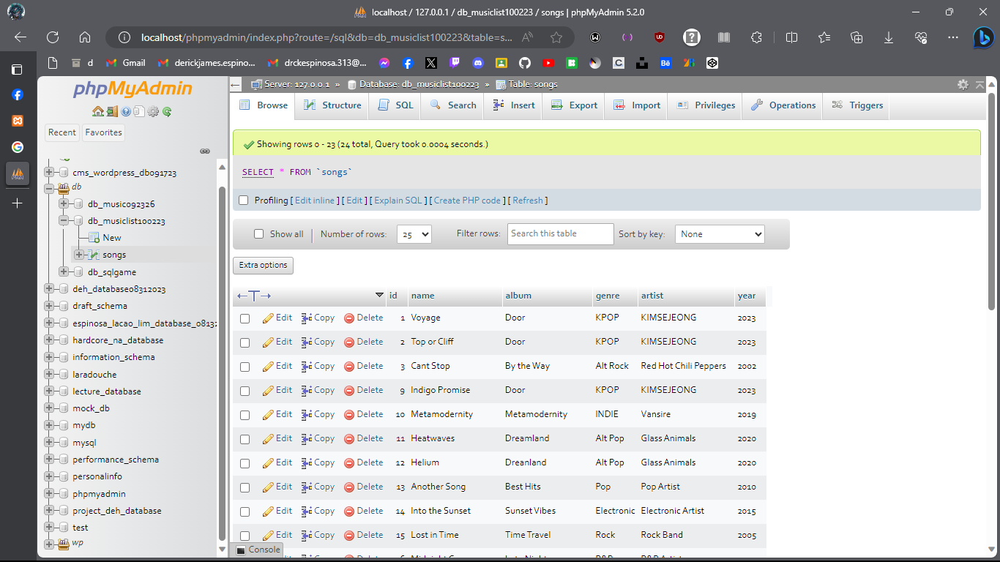 localhost / 127.0.0.1 / db_musiclist100223 / songs | phpMyAdmin 5.2.0
localhost/phpmyadmin/index.php?route=/sql&db=db_musiclist100223&table=s...
d Gmail derickjames.espino... drckespinosa.313@...
phpMyAdmin
Recent Favorites
cms_wordpress_db091723
db
db_music092326
db_musiclist100223
New
songs
db_sqlgame
deh_database08312023
draft_schema
espinosa_lacao_lim_database_08132
hardcore_na_database
information_schema
laradouche
lecture_database
mock_db
mydb
mysql
performance_schema
personalinfo
phpmyadmin
project_deh_database
test
wp
Server: 127.0.0.1 » Database: db_musiclist100223 » Table: songs
Browse Structure SQL Search Insert Export Import Privileges Operations Triggers
Showing rows 0 - 23 (24 total, Query took 0.0004 seconds.)
SELECT * FROM `songs`
Profiling [ Edit inline ] [ Edit ] [ Explain SQL ] [ Create PHP code ] [ Refresh ]
Show all Number of rows: 25 Filter rows: Search this table Sort by key: None
Extra options
id name album genre artist year
Edit Copy Delete 1 Voyage Door KPOP KIMSEJEONG 2023
Edit Copy Delete 2 Top or Cliff Door KPOP KIMSEJEONG 2023
Edit Copy Delete 3 Cant Stop By the Way Alt Rock Red Hot Chili Peppers 2002
Edit Copy Delete 9 Indigo Promise Door KPOP KIMSEJEONG 2023
Edit Copy Delete 10 Metamodernity Metamodernity INDIE Vansire 2019
Edit Copy Delete 11 Heatwaves Dreamland Alt Pop Glass Animals 2020
Edit Copy Delete 12 Helium Dreanland Alt Pop Glass Animals 2020
Edit Copy Delete 13 Another Song Best Hits Pop Pop Artist 2010
Edit Copy Delete 14 Into the Sunset Sunset Vibes Electronic Electronic Artist 2015
Edit Copy Delete 15 Lost in Time Time Travel Rock Rock Band 2005
Console